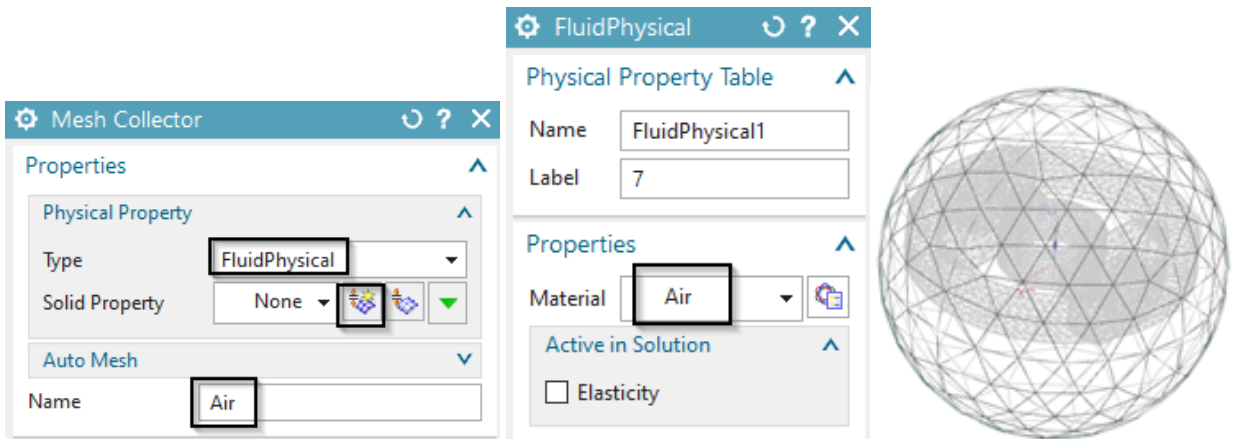 Mesh Collector
Properties
Physical Property
Type FluidPhysical
Solid Property None
Auto Mesh
Name Air
FluidPhysical ?
Physical Property Table
Name FluidPhysical1
Label 7
Properties
Material Air
Active in Solution
Elasticity